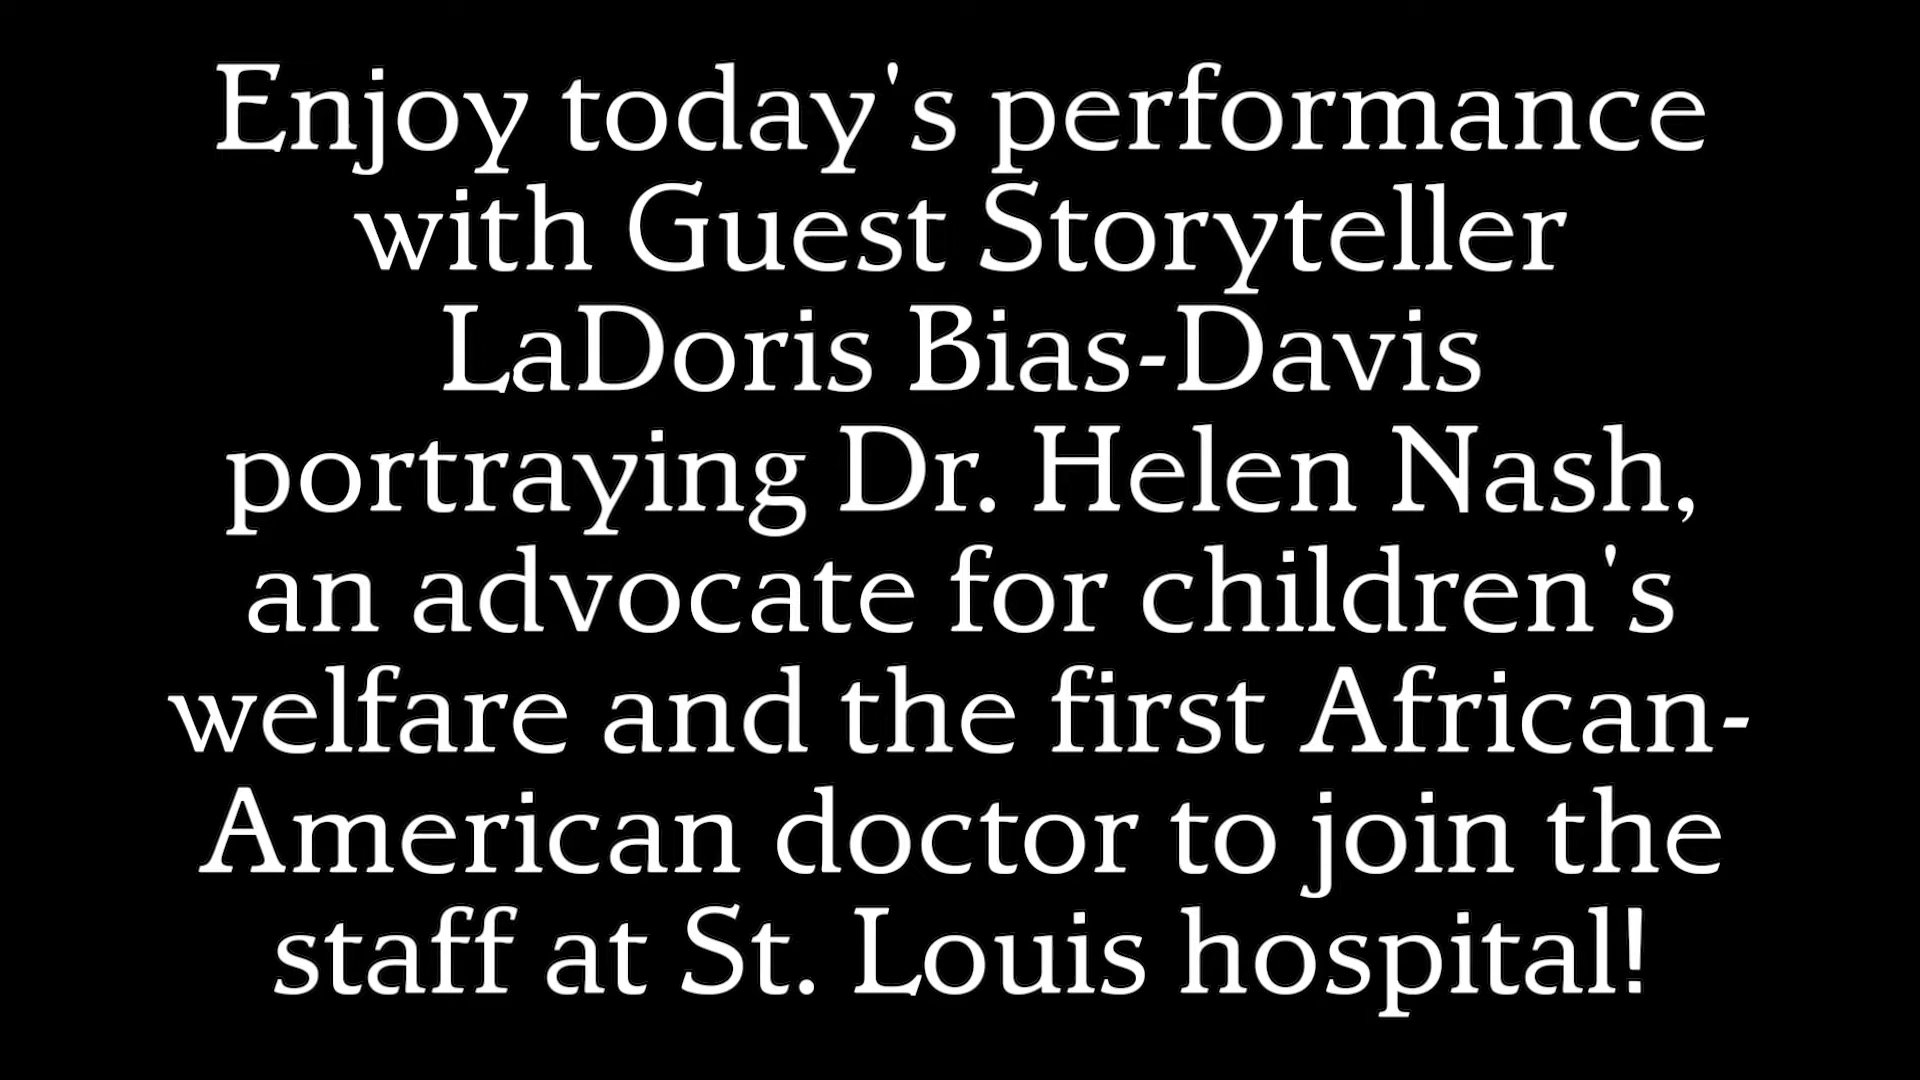 Enjoy today's performance
with Guest Storyteller
LaDoris Bias-Davis
portraying Dr. Helen Nash,
an advocate for children's
welfare and the first African-
American doctor to join the
staff at St. Louis hospital!